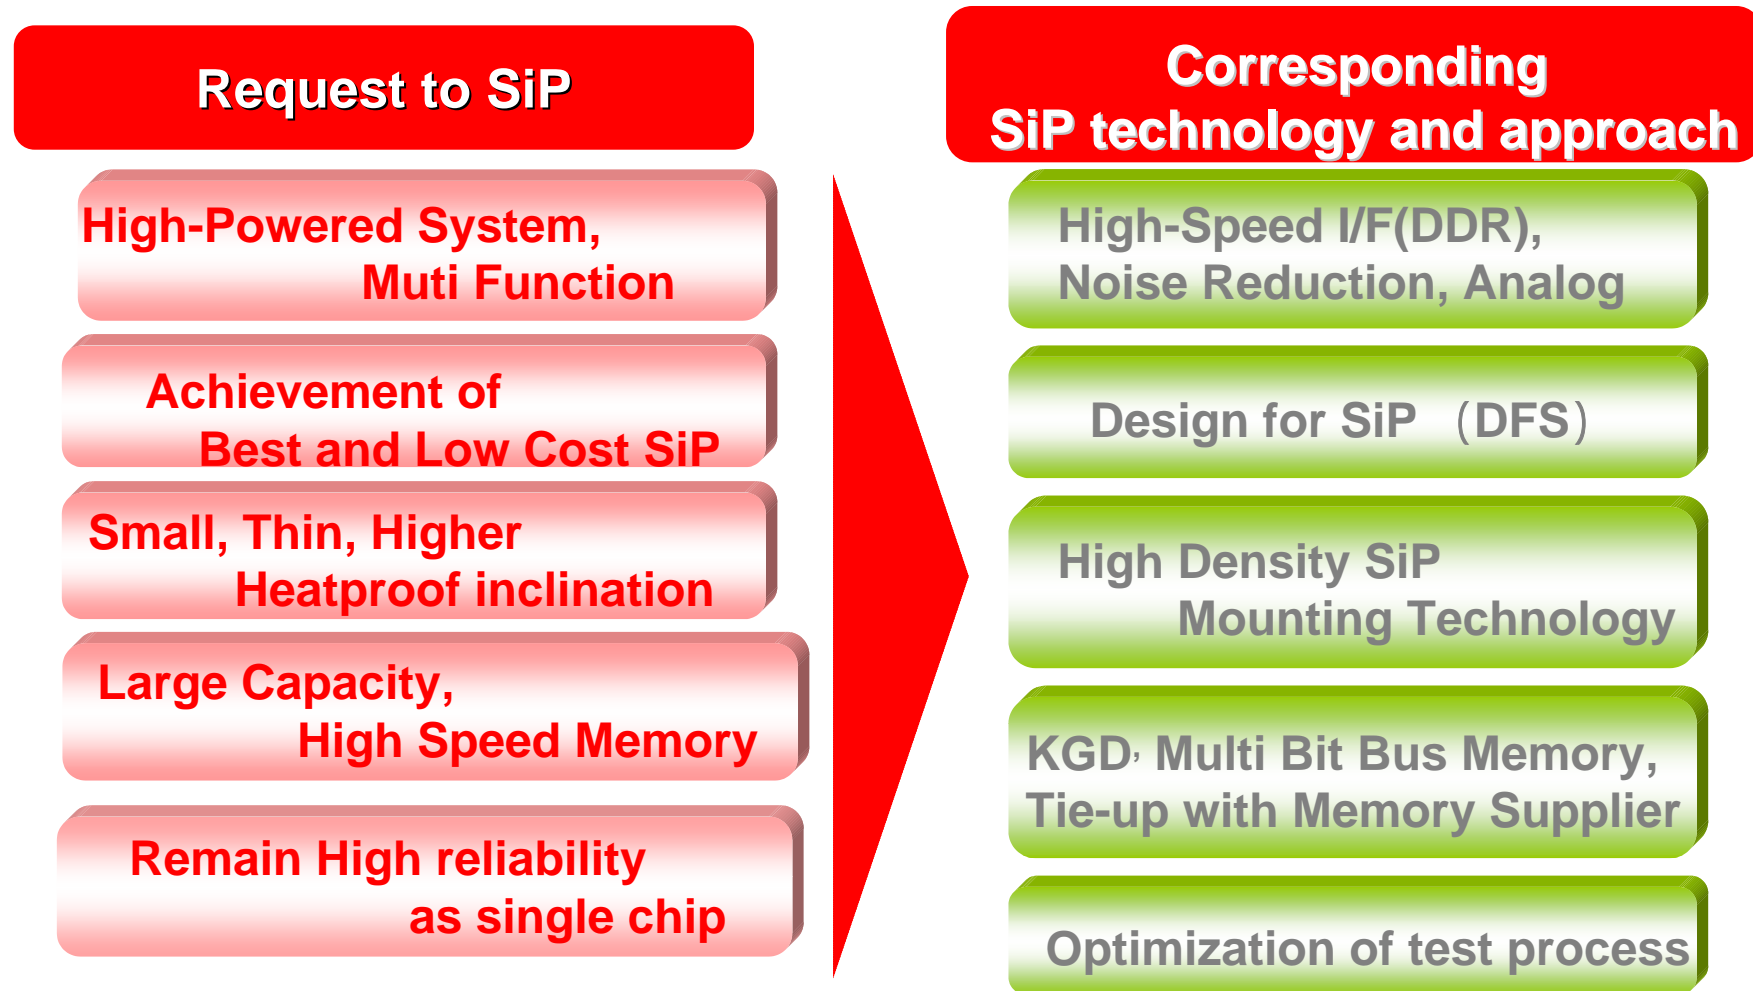 Request to SiP
High-Powered System,
Muti Function
Achievement of
Best and Low Cost SiP
Small, Thin, Higher
Heatproof inclination
Large Capacity,
High Speed Memory
Remain High reliability
as single chip
Corresponding
SiP technology and approach
High-Speed I/F(DDR),
Noise Reduction, Analog
Design for SiP （DFS）
High Density SiP
Mounting Technology
KGD, Multi Bit Bus Memory,
Tie-up with Memory Supplier
Optimization of test process